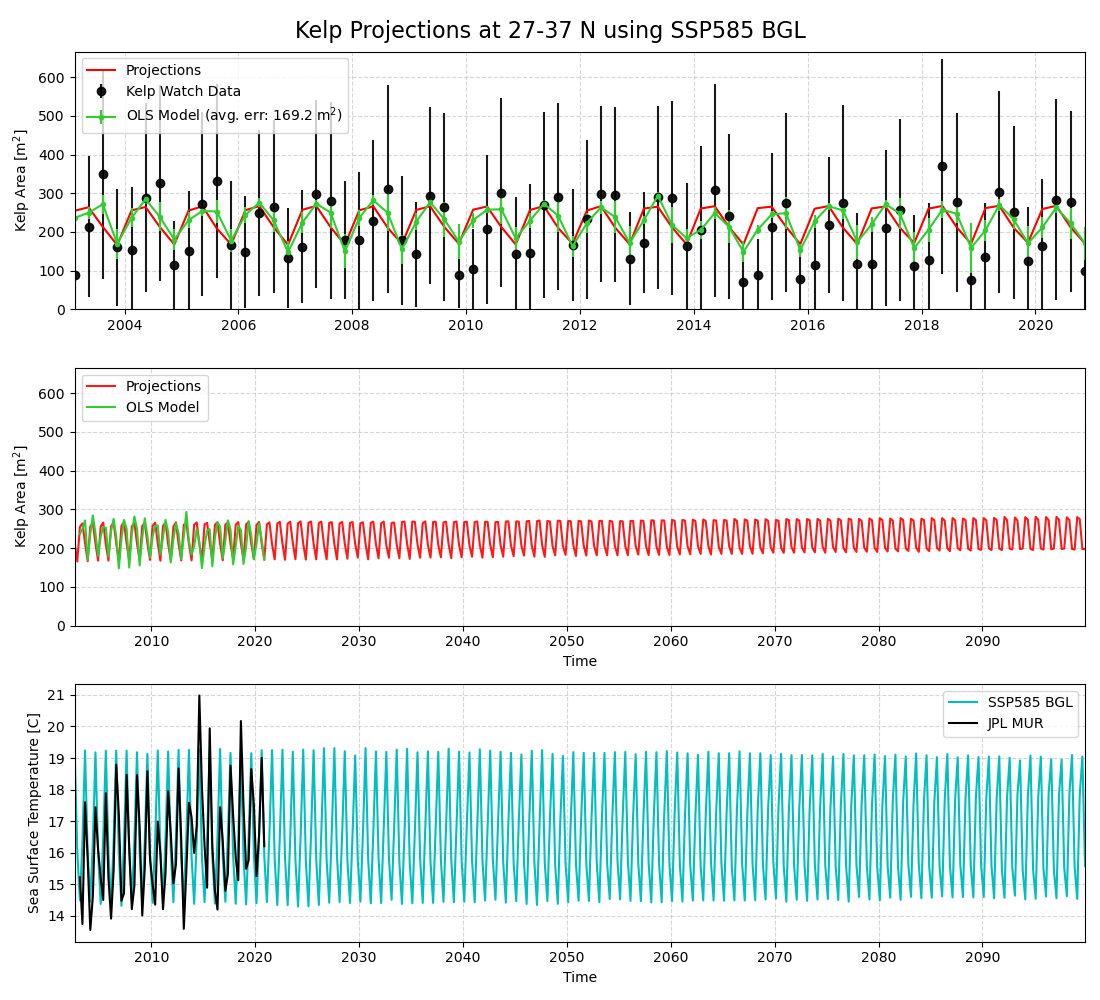 Kelp Projections at 27-37 N using SSP585 BGL
Kelp Area [m²]
600
500
400
300
200
100
0
Projections
Kelp Watch Data
OLS Model (avg. err: 169.2 m²)
2004 2006 2008 2010 2012 2014 2016 2018 2020
Kelp Area [m²]
600
500
400
300
200
100
0
Projections
OLS Model
2010 2020 2030 2040 2050 2060 2070 2080 2090
Time
Sea Surface Temperature [C]
21
20
19
18
17
16
15
14
SSP585 BGL
JPL MUR
2010 2020 2030 2040 2050 2060 2070 2080 2090
Time